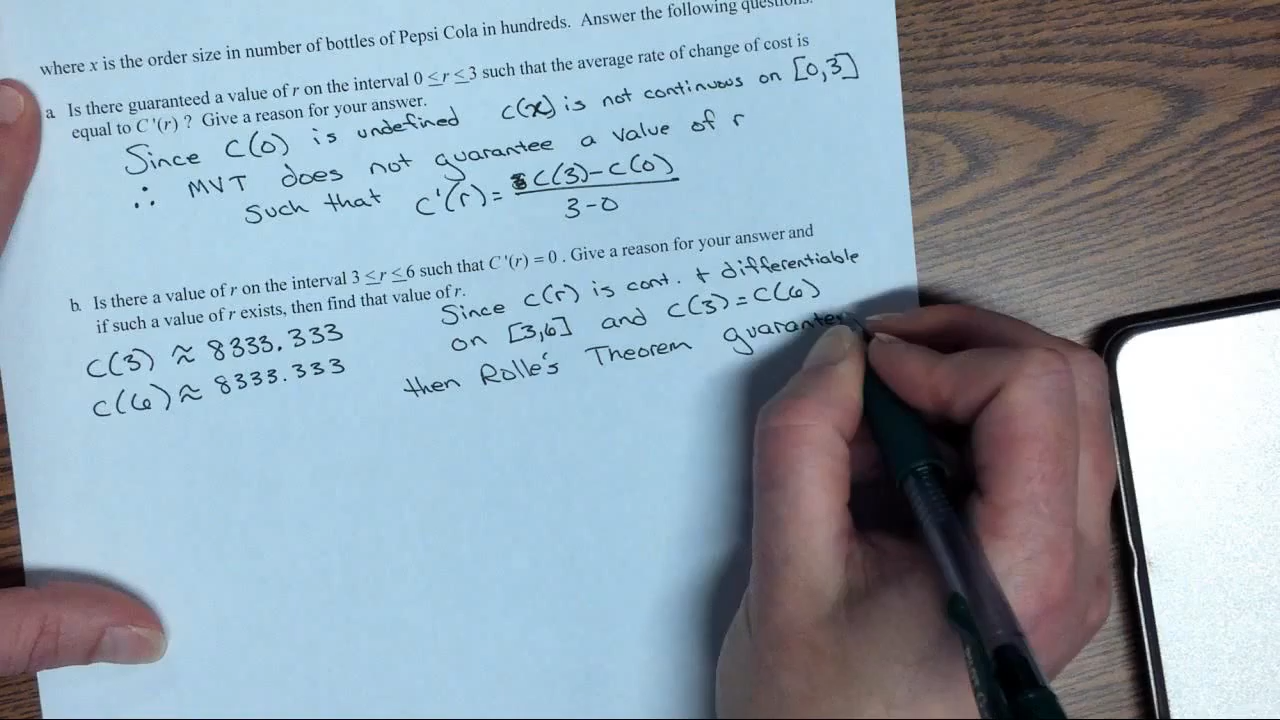 where x is the order size in number of bottles of Pepsi Cola in hundreds. Answer the following questions.
a Is there guaranteed a value of r on the interval 0 ≤ r ≤ 3 such that the average rate of change of cost is
equal to C'(r) ? Give a reason for your answer.
Since C(0) is undefined C(x) is not continuous on [0,3]
∴ MVT does not guarantee a value of r
such that C'(r) = C(3)-C(0) / 3-0
b. Is there a value of r on the interval 3 ≤ r ≤ 6 such that C'(r) = 0 . Give a reason for your answer and
if such a value of r exists, then find that value of r.
C(3) ≈ 8333.333
C(6) ≈ 8333.333
Since C(r) is cont. + differentiable
on [3,6] and C(3)=C(6)
then Rolle's Theorem guarantee